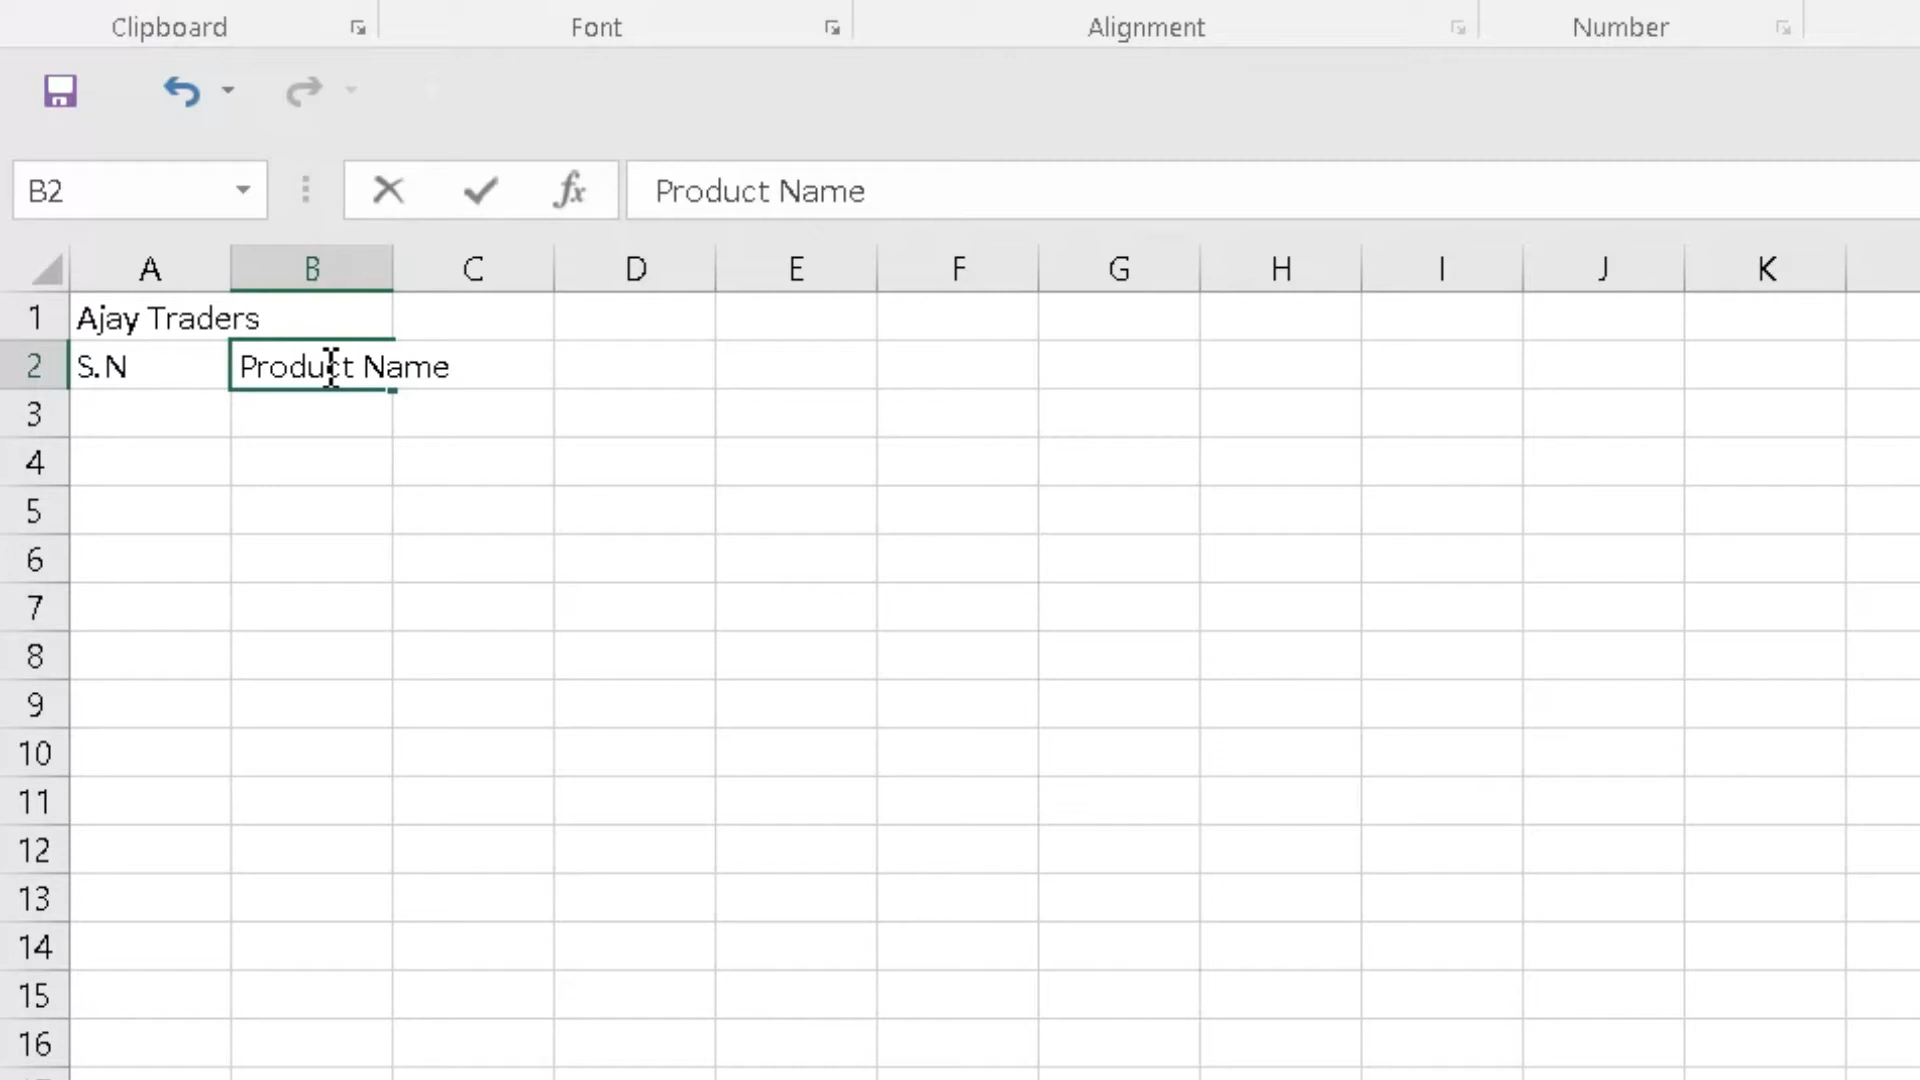 Clipboard Font Alignment Number
B2 fx Product Name
A B C D E F G H I J K
1 Ajay Traders
2 S.N Product Name
3
4
5
6
7
8
9
10
11
12
13
14
15
16